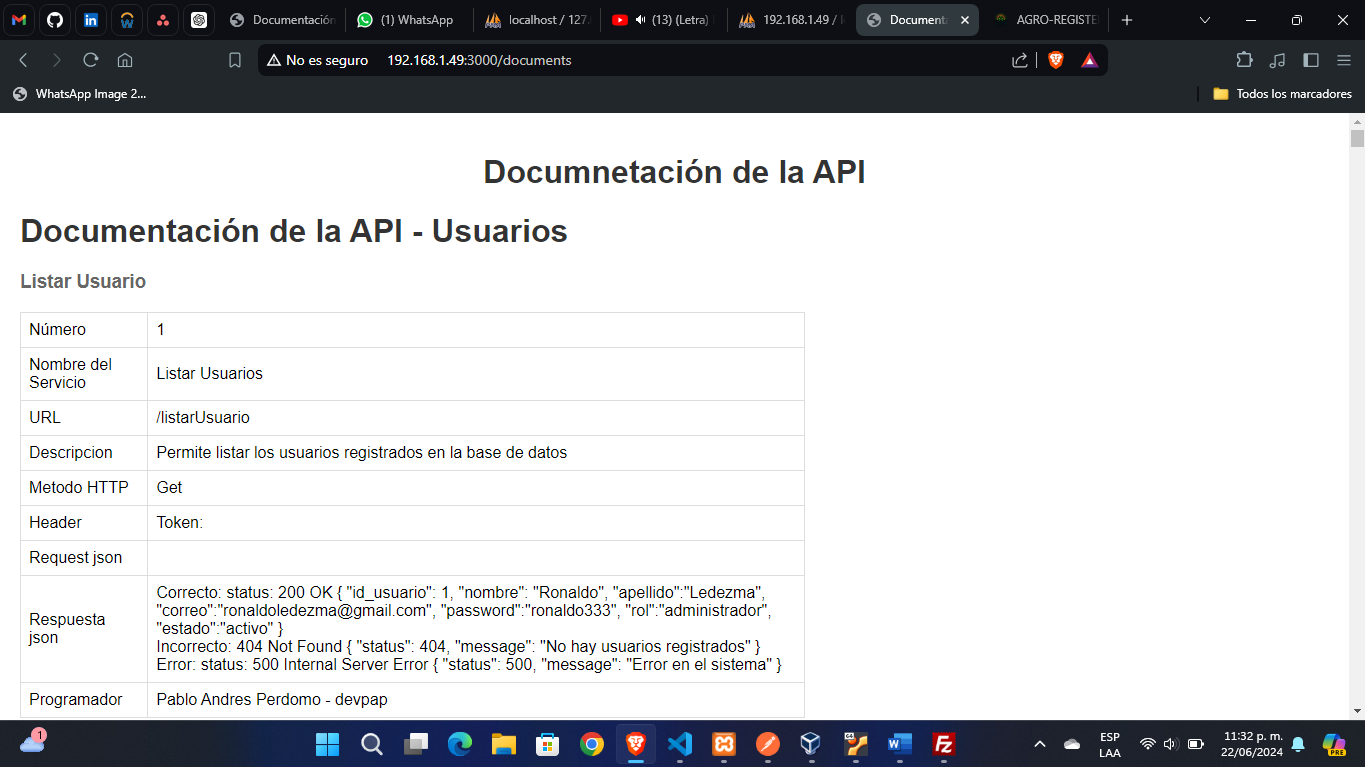 Documentación
(1) WhatsApp
localhost / 127.
(13) (Letra)
192.168.1.49 /
Document
AGRO-REGISTE
No es seguro 192.168.1.49:3000/documents
WhatsApp Image 2...
Todos los marcadores
Documnetación de la API
Documentación de la API - Usuarios
Listar Usuario
Número 1
Nombre del
Servicio
Listar Usuarios
URL /listarUsuario
Descripcion Permite listar los usuarios registrados en la base de datos
Metodo HTTP Get
Header Token:
Request json
Respuesta
json
Correcto: status: 200 OK { "id_usuario": 1, "nombre": "Ronaldo", "apellido":"Ledezma",
"correo":"ronaldoledezma@gmail.com", "password":"ronaldo333", "rol":"administrador",
"estado":"activo" }
Incorrecto: 404 Not Found { "status": 404, "message": "No hay usuarios registrados" }
Error: status: 500 Internal Server Error { "status": 500, "message": "Error en el sistema" }
Programador Pablo Andres Perdomo - devpap
1
ESP
LAA
11:32 p. m.
22/06/2024
PRE